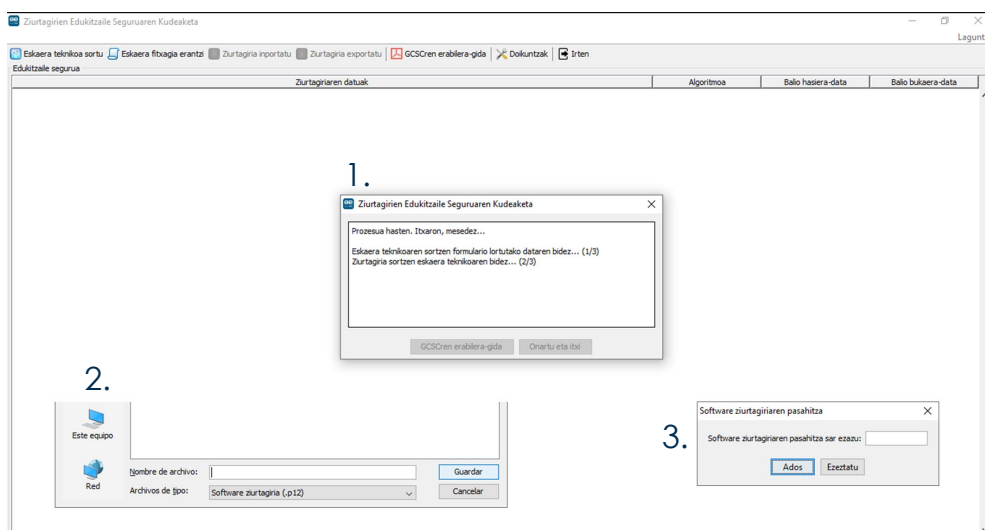 Ziurtagirien Edukitzaile Seguruaren Kudeaketa
Lagunt
Eskaera teknikoa sortu Eskaera fitxagia erantzi Ziurtagiria inportatu Ziurtagiria exportatu GCSCren erabilera-gida Doikuntzak Irten
Edukitzaile segurua
Ziurtagiriaren datuak Algoritmoa Balio hasiera-data Balio bukaera-data
1.
Ziurtagirien Edukitzaile Seguruaren Kudeaketa
Prozesua hasten. Itxaron, mesedez...
Eskaera teknikoaren sortzen formulario lortutako dataren bidez... (1/3)
Ziurtagiria sortzen eskaera teknikoaren bidez... (2/3)
GCSCren erabilera-gida Onartu eta itxi
2.
Este equipo
Red
Nombre de archivo: Guardar
Archivos de tipo: Software ziurtagiria (.p12) Cancelar
3.
Software ziurtagiriaren pasahitza
Software ziurtagiriaren pasahitza sar ezazu:
Ados Ezeztatu